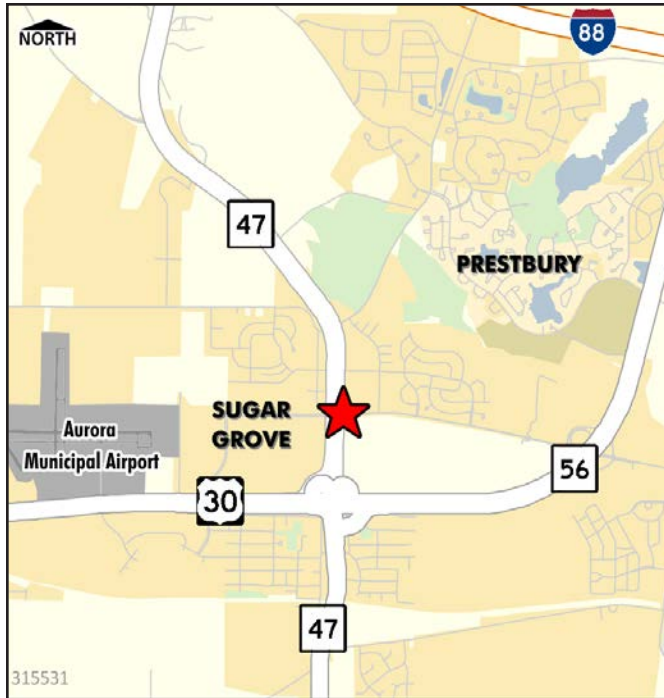 NORTH
88
47
PRESTBURY
SUGAR
GROVE
Aurora
Municipal Airport
56
30
47
315531